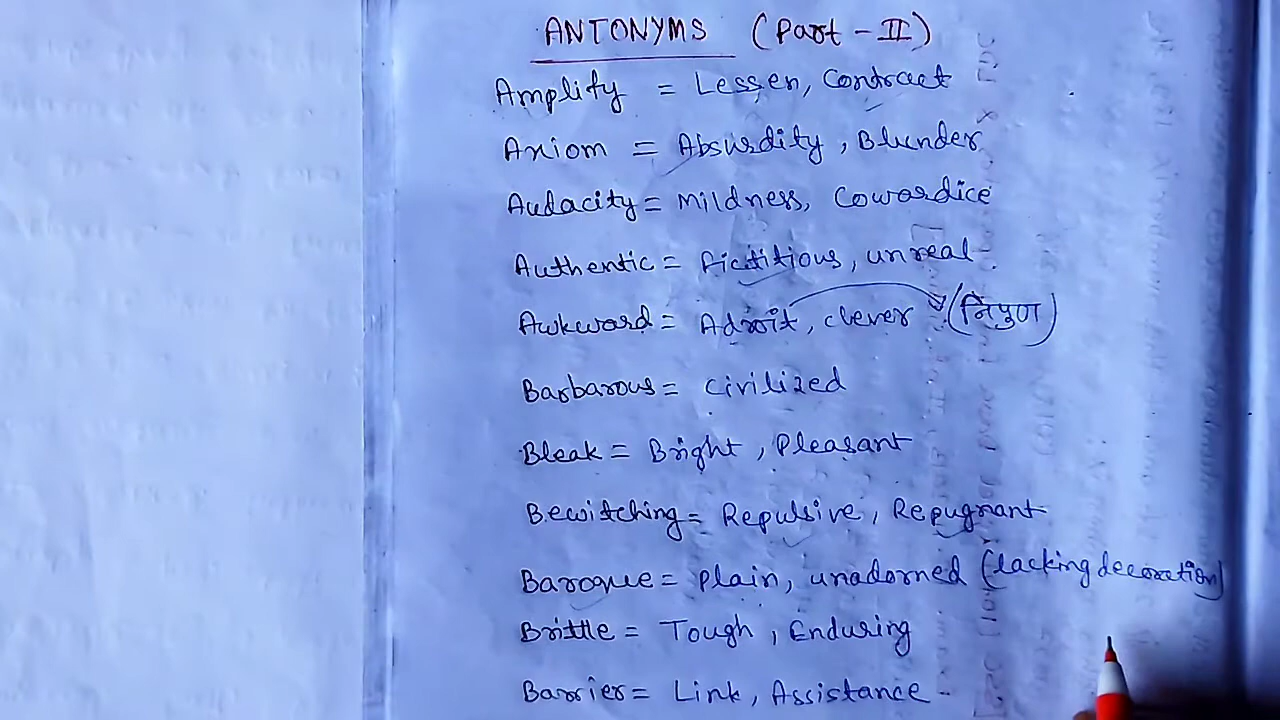 ANTONYMS (Part - II)
Amplify = Lessen, Contract
Axiom = Absurdity, Blunder
Audacity = Mildness, Cowardice
Authentic = Fictitious, unreal
Awkward = Adroit, clever (निपुण)
Barbarous = Civilized
Bleak = Bright, Pleasant
Bewitching = Repulsive, Repugnant
Baroque = Plain, unadorned (lacking decoration)
Brittle = Tough, Enduring
Barrier = Link, Assistance